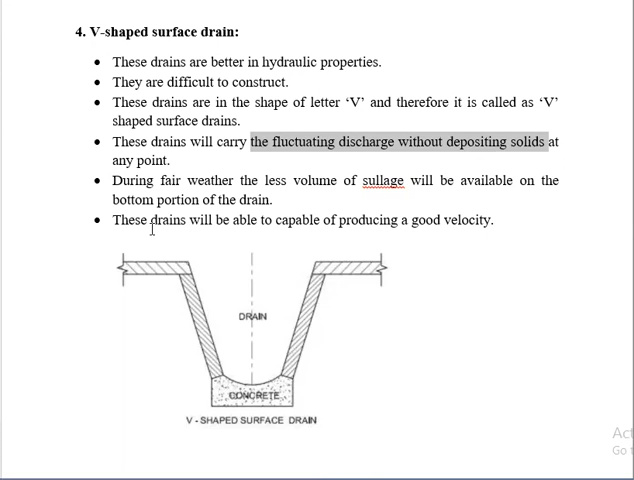 4. V-shaped surface drain:
• These drains are better in hydraulic properties.
• They are difficult to construct.
• These drains are in the shape of letter ‘V’ and therefore it is called as ‘V’
shaped surface drains.
• These drains will carry the fluctuating discharge without depositing solids at
any point.
• During fair weather the less volume of sullage will be available on the
bottom portion of the drain.
• These drains will be able to capable of producing a good velocity.
DRAIN
CONCRETE
V - SHAPED SURFACE DRAIN
Act
Go t